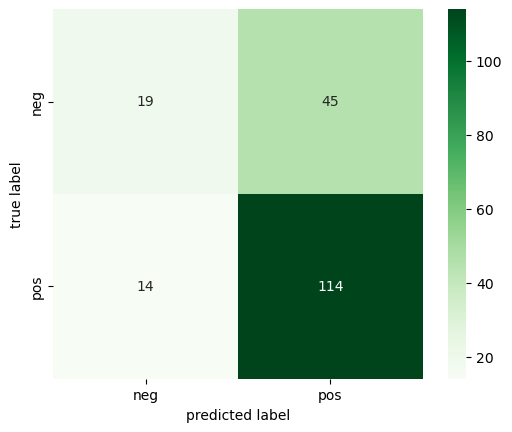 neg
19
45
pos
14
114
neg
pos
true label
predicted label
100
80
60
40
20